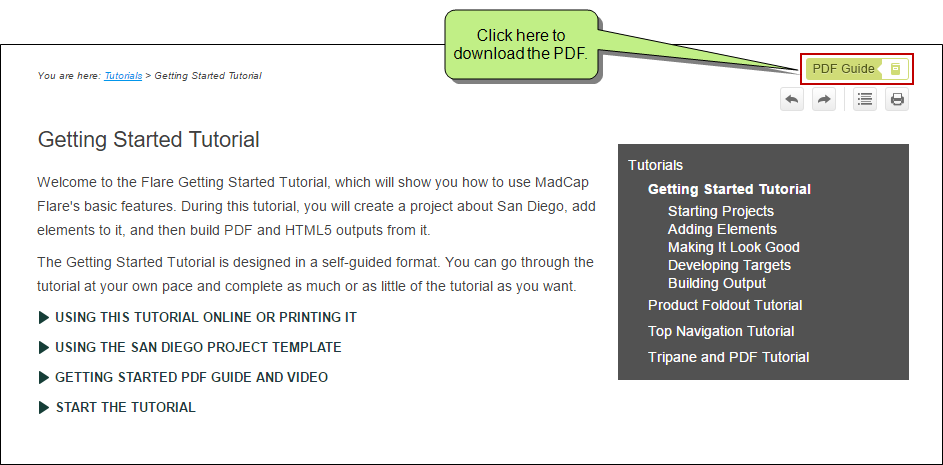 Click here to
download the PDF.
You are here: Tutorials > Getting Started Tutorial
PDF Guide
Getting Started Tutorial
Welcome to the Flare Getting Started Tutorial, which will show you how to use MadCap
Flare's basic features. During this tutorial, you will create a project about San Diego, add
elements to it, and then build PDF and HTML5 outputs from it.
The Getting Started Tutorial is designed in a self-guided format. You can go through the
tutorial at your own pace and complete as much or as little of the tutorial as you want.
USING THIS TUTORIAL ONLINE OR PRINTING IT
USING THE SAN DIEGO PROJECT TEMPLATE
GETTING STARTED PDF GUIDE AND VIDEO
START THE TUTORIAL
Tutorials
Getting Started Tutorial
Starting Projects
Adding Elements
Making It Look Good
Developing Targets
Building Output
Product Foldout Tutorial
Top Navigation Tutorial
Tripane and PDF Tutorial